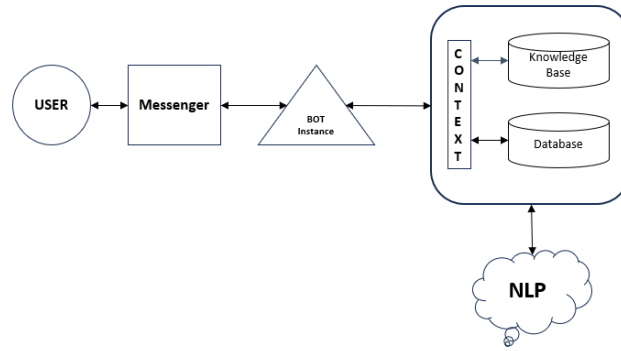 USER
Messenger
BOT
Instance
C
O
N
T
E
X
T
Knowledge
Base
Database
NLP